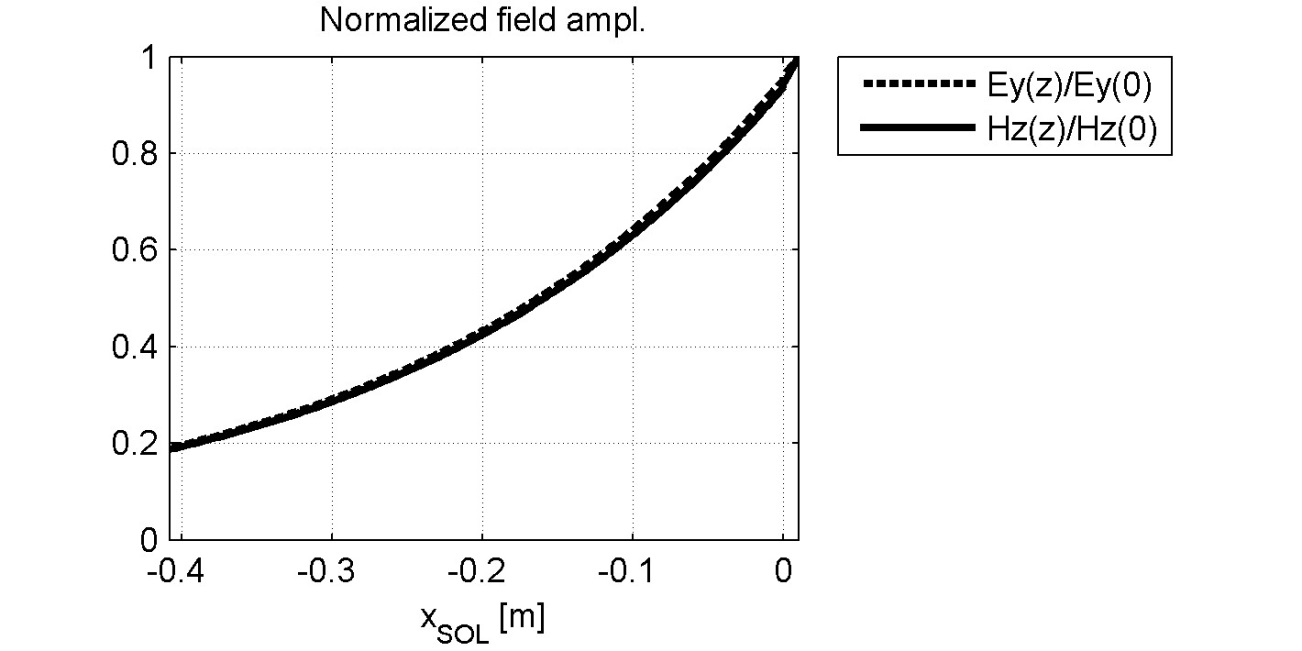 Normalized field ampl.
1
0.8
0.6
0.4
0.2
0
-0.4 -0.3 -0.2 -0.1 0
x_SOL [m]
Ey(z)/Ey(0)
Hz(z)/Hz(0)